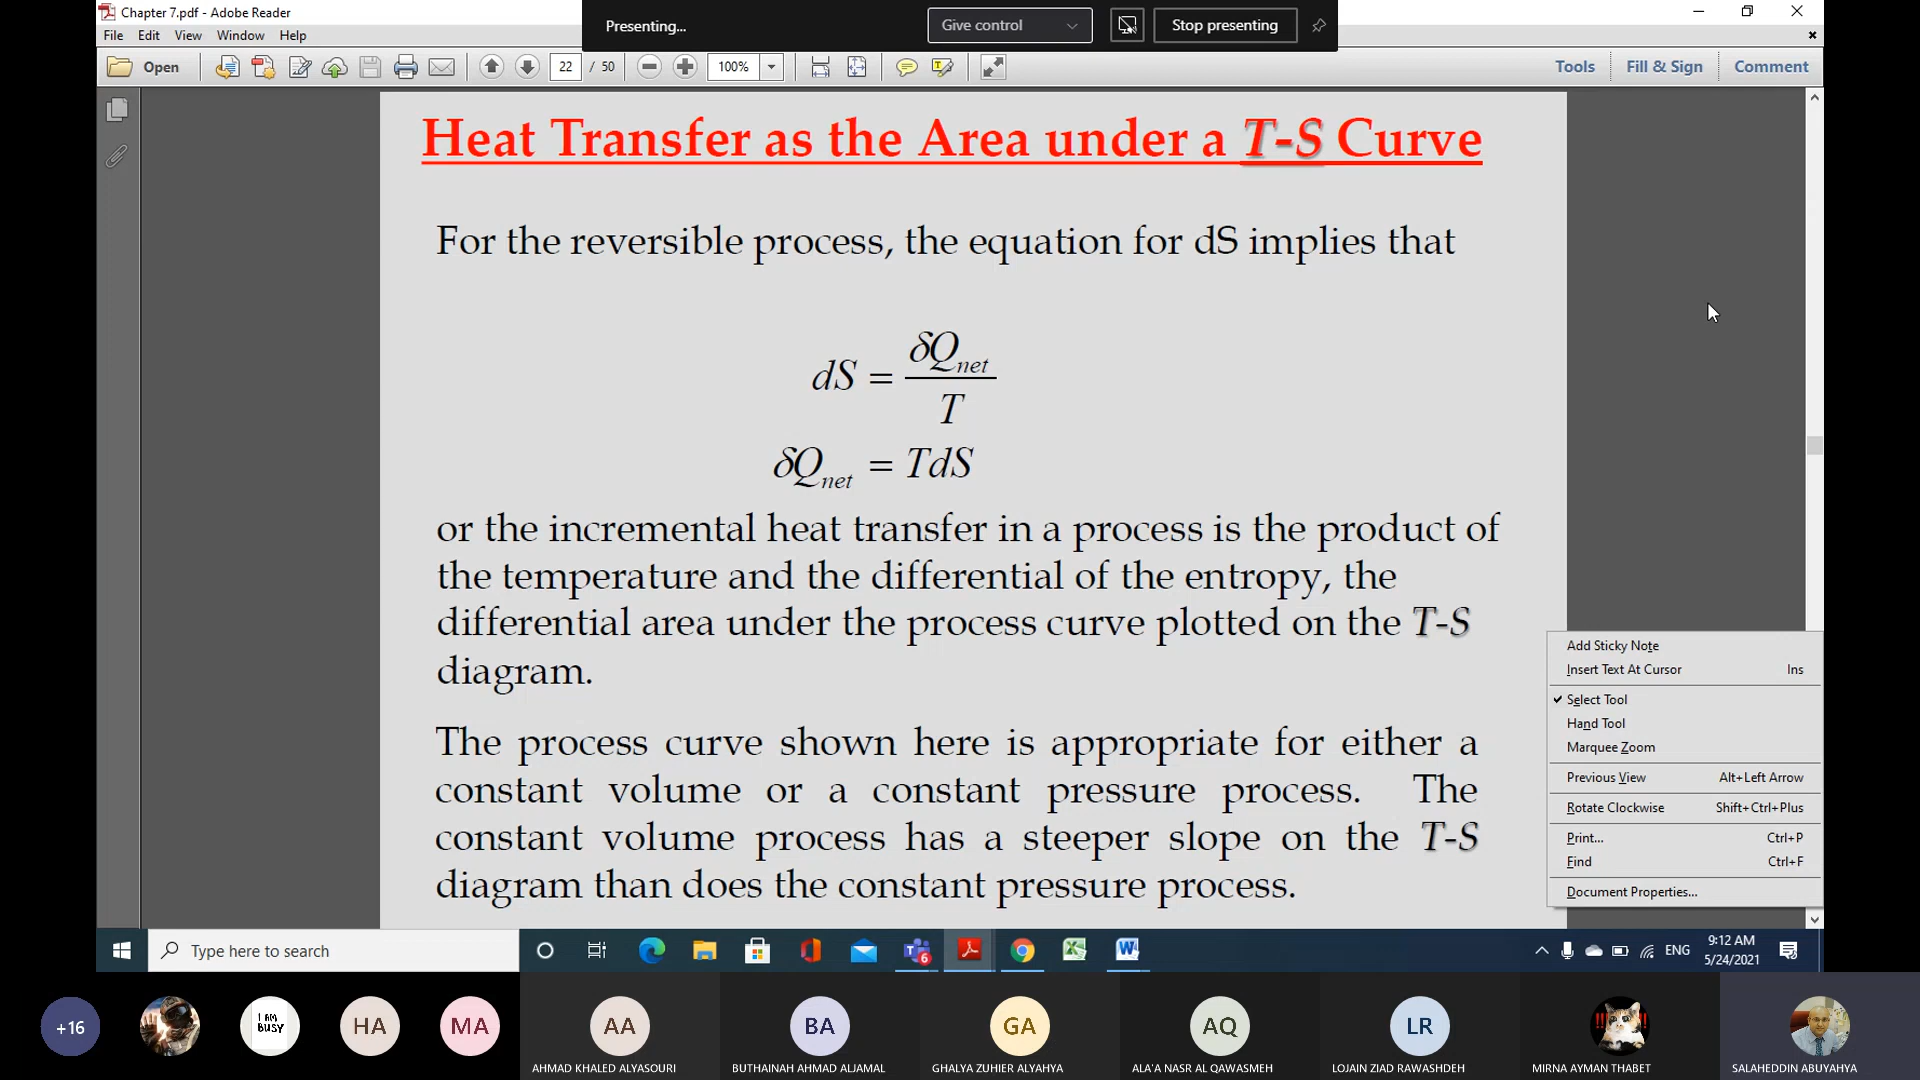 Chapter 7.pdf - Adobe Reader
Presenting...
Give control
Stop presenting
File Edit View Window Help
Open
22 / 50
100%
Tools Fill & Sign Comment
Heat Transfer as the Area under a T-S Curve
For the reversible process, the equation for dS implies that
dS = δQnet / T
δQnet = TdS
or the incremental heat transfer in a process is the product of
the temperature and the differential of the entropy, the
differential area under the process curve plotted on the T-S
diagram.
The process curve shown here is appropriate for either a
constant volume or a constant pressure process. The
constant volume process has a steeper slope on the T-S
diagram than does the constant pressure process.
Add Sticky Note
Insert Text At Cursor Ins
Select Tool
Hand Tool
Marquee Zoom
Previous View Alt+Left Arrow
Rotate Clockwise Shift+Ctrl+Plus
Print... Ctrl+P
Find Ctrl+F
Document Properties...
Type here to search
6
ENG
9:12 AM
5/24/2021
+16
I AM
BUSY
HA
MA
AA
BA
GA
AQ
LR
!! !!
AHMAD KHALED ALYASOURI
BUTHAINAH AHMAD ALJAMAL
GHALYA ZUHIER ALYAHYA
ALA'A NASR AL QAWASMEH
LOJAIN ZIAD RAWASHDEH
MIRNA AYMAN THABET
SALAHEDDIN ABUYAHYA